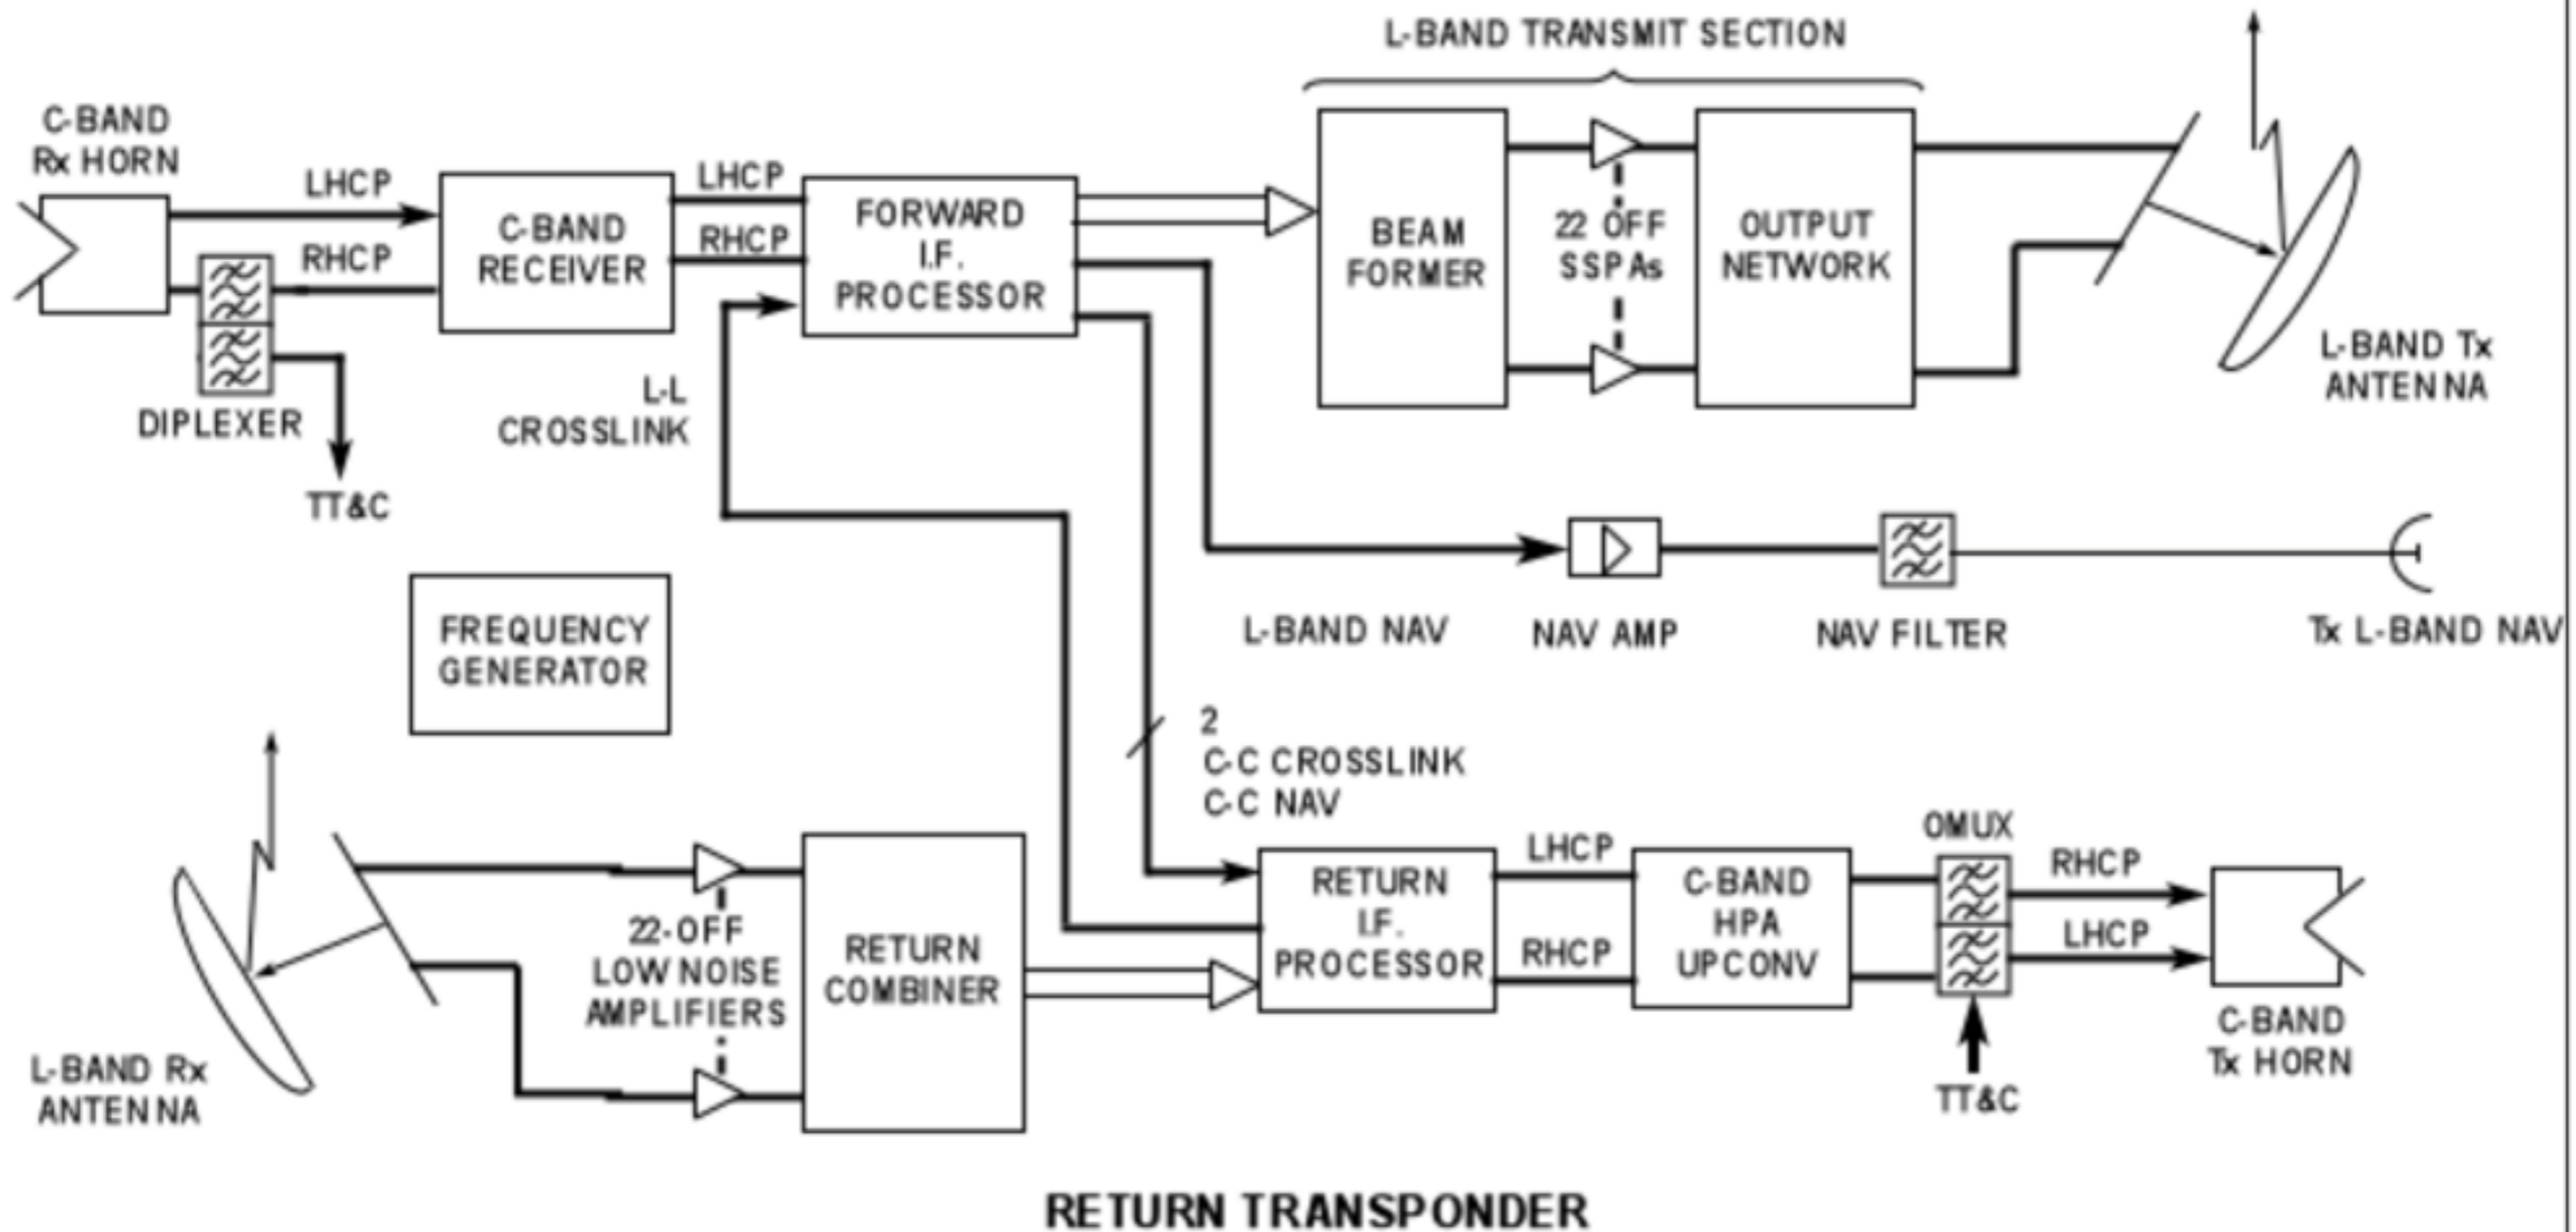 L-BAND TRANSMIT SECTION
C-BAND
Rx HORN
LHCP
RHCP
DIPLEXER
TT&C
C-BAND
RECEIVER
LHCP
RHCP
FORWARD
I.F.
PROCESSOR
L-L
CROSSLINK
BEAM
FORMER
22 OFF
SSPAs
OUTPUT
NETWORK
L-BAND Tx
ANTENNA
L-BAND NAV
NAV AMP
NAV FILTER
Tx L-BAND NAV
FREQUENCY
GENERATOR
2
C-C CROSSLINK
C-C NAV
L-BAND Rx
ANTENNA
22-OFF
LOW NOISE
AMPLIFIERS
RETURN
COMBINER
RETURN
I.F.
PROCESSOR
LHCP
RHCP
C-BAND
HPA
UPCONV
OMUX
RHCP
LHCP
TT&C
C-BAND
Tx HORN
RETURN TRANSPONDER